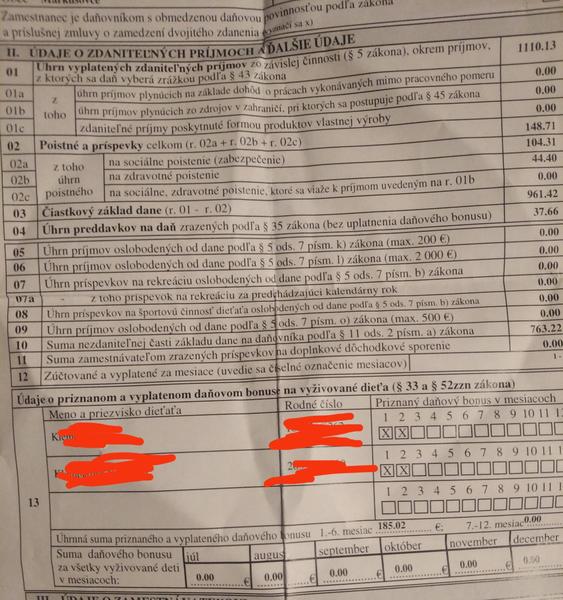 Zamestnanec je daňovníkom s obmedzenou daňovou povinnosťou podľa zákona
a príslušnej zmluvy o zamedzení dvojitého zdanenia (vyznačí sa x)
II. ÚDAJE O ZDANITEĽNÝCH PRÍJMOCH A ĎALŠIE ÚDAJE
01 Úhrn vyplatených zdaniteľných príjmov zo závislej činnosti (§ 5 zákona), okrem príjmov, 1110.13
z ktorých sa daň vyberá zrážkou podľa § 43 zákona
01a z toho úhrn príjmov plynúcich na základe dohôd o prácach vykonávaných mimo pracovného pomeru 0.00
01b úhrn príjmov plynúcich zo zdrojov v zahraničí, pri ktorých sa postupuje podľa § 45 zákona 0.00
01c zdaniteľné príjmy poskytnuté formou produktov vlastnej výroby 0.00
02 Poistné a príspevky celkom (r. 02a + r. 02b + r. 02c) 148.71
02a z toho úhrn poistného na sociálne poistenie (zabezpečenie) 104.31
02b na zdravotné poistenie 44.40
02c na sociálne, zdravotné poistenie, ktoré sa viaže k príjmom uvedeným na r. 01b 0.00
03 Čiastkový základ dane (r. 01 - r. 02) 961.42
04 Úhrn preddavkov na daň zrazených podľa § 35 zákona (bez uplatnenia daňového bonusu) 37.66
05 Úhrn príjmov oslobodených od dane podľa § 5 ods. 7 písm. k) zákona (max. 200 €) 0.00
06 Úhrn príjmov oslobodených od dane podľa § 5 ods. 7 písm. l) zákona (max. 2 000 €) 0.00
07 Úhrn príspevkov na rekreáciu oslobodených od dane podľa § 5 ods. 7 písm. b) zákona 0.00
07a - z toho príspevok na rekreáciu za predchádzajúci kalendárny rok 0.00
08 Úhrn príspevkov na športovú činnosť dieťaťa oslobodených od dane podľa § 5 ods. 7 písm. b) zákona 0.00
09 Úhrn príjmov oslobodených od dane podľa § 5 ods. 7 písm. o) zákona (max. 500 €) 0.00
10 Suma nezdaniteľnej časti základu dane na daňovníka podľa § 11 ods. 2 písm. a) zákona 763.22
11 Suma zamestnávateľom zrazených príspevkov na doplnkové dôchodkové sporenie 0.00
12 Zúčtované a vyplatené za mesiace (uvedie sa číselné označenie mesiacov)
Údaje o priznanom a vyplatenom daňovom bonuse na vyživované dieťa (§ 33 a § 52zzn zákona)
Meno a priezvisko dieťaťa Rodné číslo Priznaný daňový bonus v mesiacoch
1 2 3 4 5 6 7 8 9 10 11 1
X X
1 2 3 4 5 6 7 8 9 10 11 1
X X
1 2 3 4 5 6 7 8 9 10 11 1
13
Úhrnná suma priznaného a vyplateného daňového bonusu 1.-6. mesiac 185.02 €; 7.-12. mesiac 0.00
Suma daňového bonusu za všetky vyživované deti v mesiacoch: júl august september október november december
0.00 € 0.00 € 0.00 € 0.00 € 0.00 € 0.00